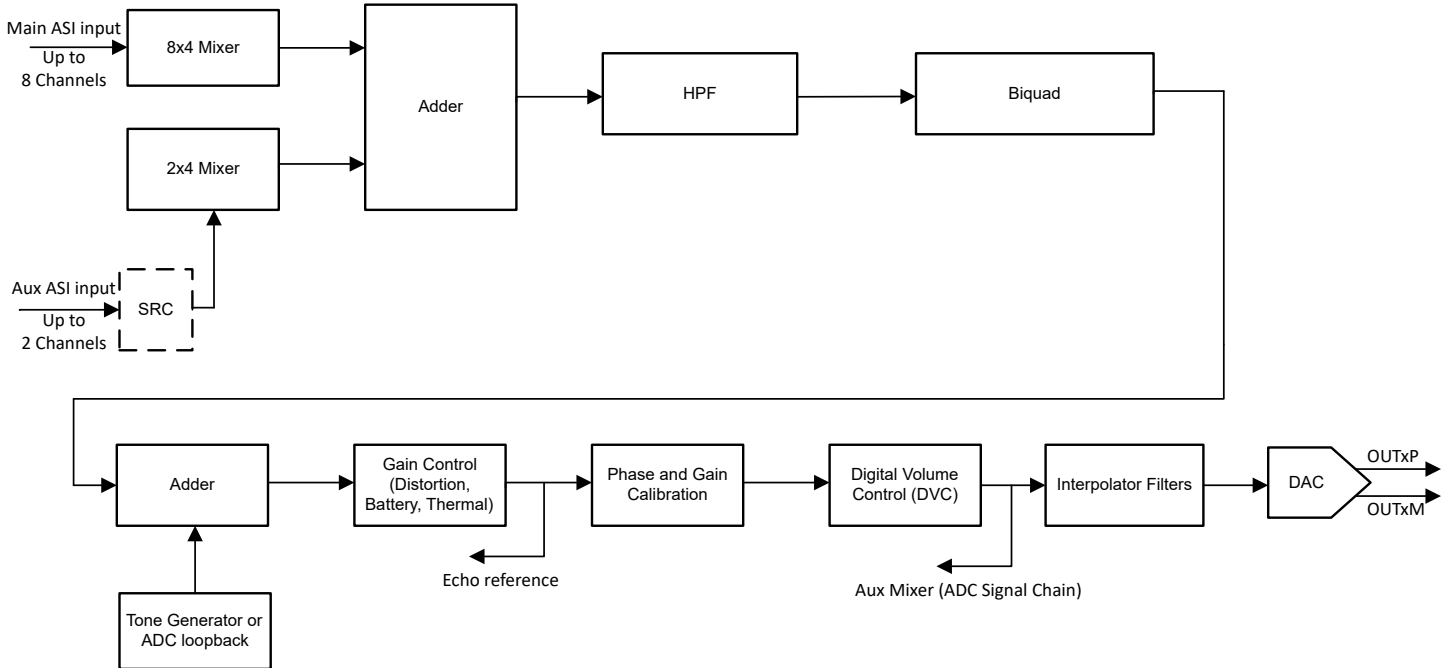 Main ASI input
Up to
8 Channels
8x4 Mixer
Adder
HPF
Biquad
2x4 Mixer
Aux ASI input
Up to
2 Channels
SRC
Adder
Gain Control
(Distortion,
Battery, Thermal)
Phase and Gain
Calibration
Digital Volume
Control (DVC)
Interpolator Filters
DAC
OUTxP
OUTxM
Echo reference
Aux Mixer (ADC Signal Chain)
Tone Generator or
ADC loopback